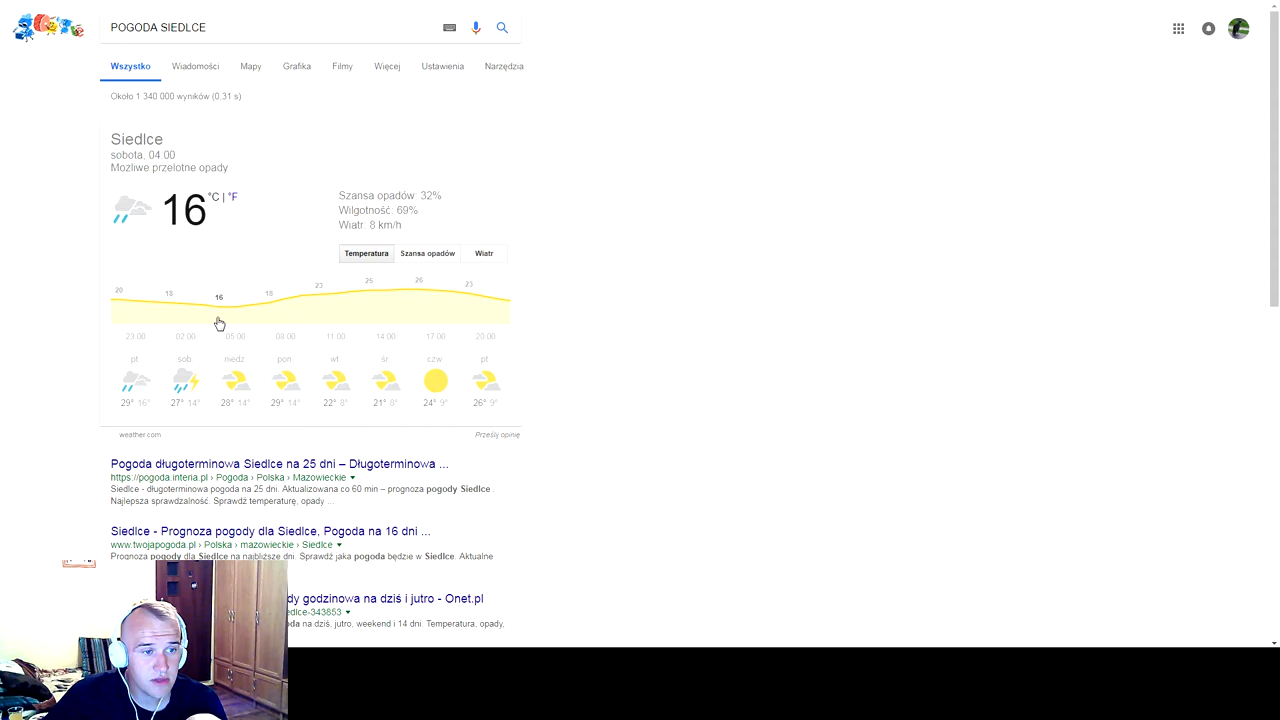 POGODA SIEDLCE
Wszystko Wiadomości Mapy Grafika Filmy Więcej Ustawienia Narzędzia
Około 1 340 000 wyników (0,31 s)
Siedlce
sobota, 04:00
Możliwe przelotne opady
16 °C | °F
Szansa opadów: 32%
Wilgotność: 69%
Wiatr: 8 km/h
Temperatura Szansa opadów Wiatr
20 18 16 18 23 25 26 23
23:00 02:00 05:00 08:00 11:00 14:00 17:00 20:00
pt. sob. niedz. pon. wt. śr. czw. pt.
29° 16° 27° 14° 28° 14° 29° 14° 22° 8° 21° 8° 24° 9° 26° 9°
weather.com Prześlij opinię
Pogoda długoterminowa Siedlce na 25 dni – Długoterminowa ...
https://pogoda.interia.pl › Pogoda › Polska › Mazowieckie
Siedlce - długoterminowa pogoda na 25 dni. Aktualizowana co 60 min – prognoza pogody Siedlce
Najlepsza sprawdzalność. Sprawdź temperaturę, opady ...
Siedlce - Prognoza pogody dla Siedlce, Pogoda na 16 dni ...
www.twojapogoda.pl › Polska › mazowieckie › Siedlce
Prognoza pogody dla Siedlce na najbliższe dni. Sprawdź jaka pogoda będzie w Siedlce. Aktualne
dy godzinowa na dziś i jutro - Onet.pl
edlce-343853
oda na dziś, jutro, weekend i 14 dni. Temperatura, opady,